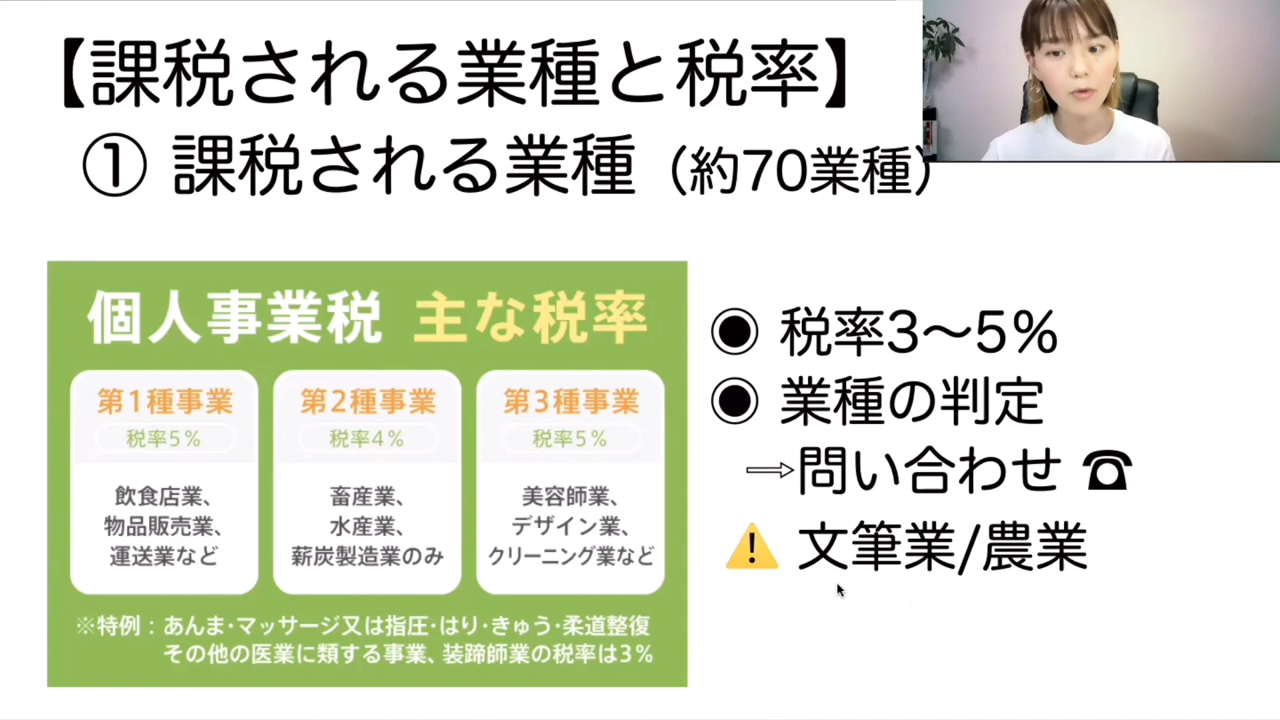 【課税される業種と税率】
① 課税される業種（約70業種）
個人事業税 主な税率
第1種事業
税率5%
飲食店業、
物品販売業、
運送業など
第2種事業
税率4%
畜産業、
水産業、
薪炭製造業のみ
第3種事業
税率5%
美容師業、
デザイン業、
クリーニング業など
※特例：あんま･マッサージ又は指圧･はり･きゅう･柔道整復
その他の医業に類する事業、装蹄師業の税率は3%
◉ 税率3〜5%
◉ 業種の判定
⇨問い合わせ ☎
⚠ 文筆業/農業